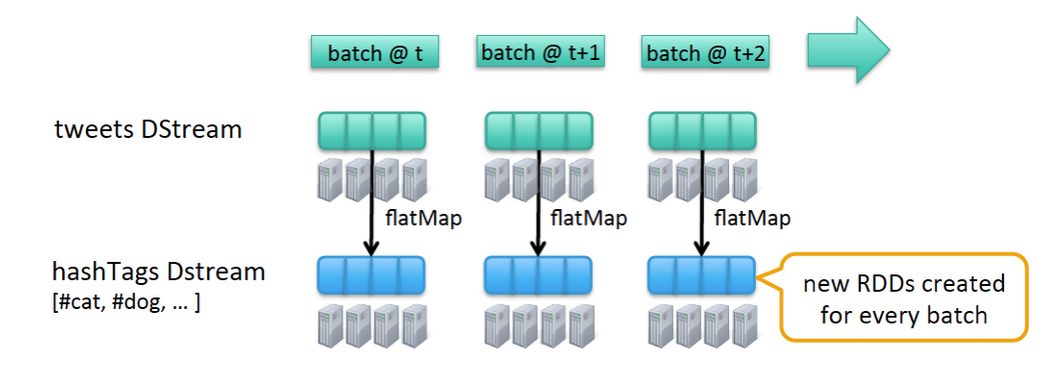 batch @ t
batch @ t+1
batch @ t+2
tweets DStream
flatMap
flatMap
flatMap
hashTags Dstream
[#cat, #dog, … ]
new RDDs created
for every batch